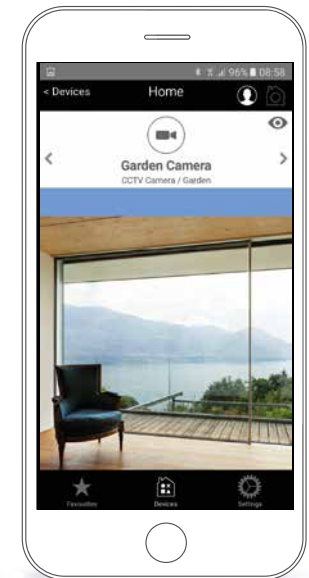 96% 08:58
< Devices Home
Garden Camera
CCTV Camera / Garden
Favourites Devices Settings